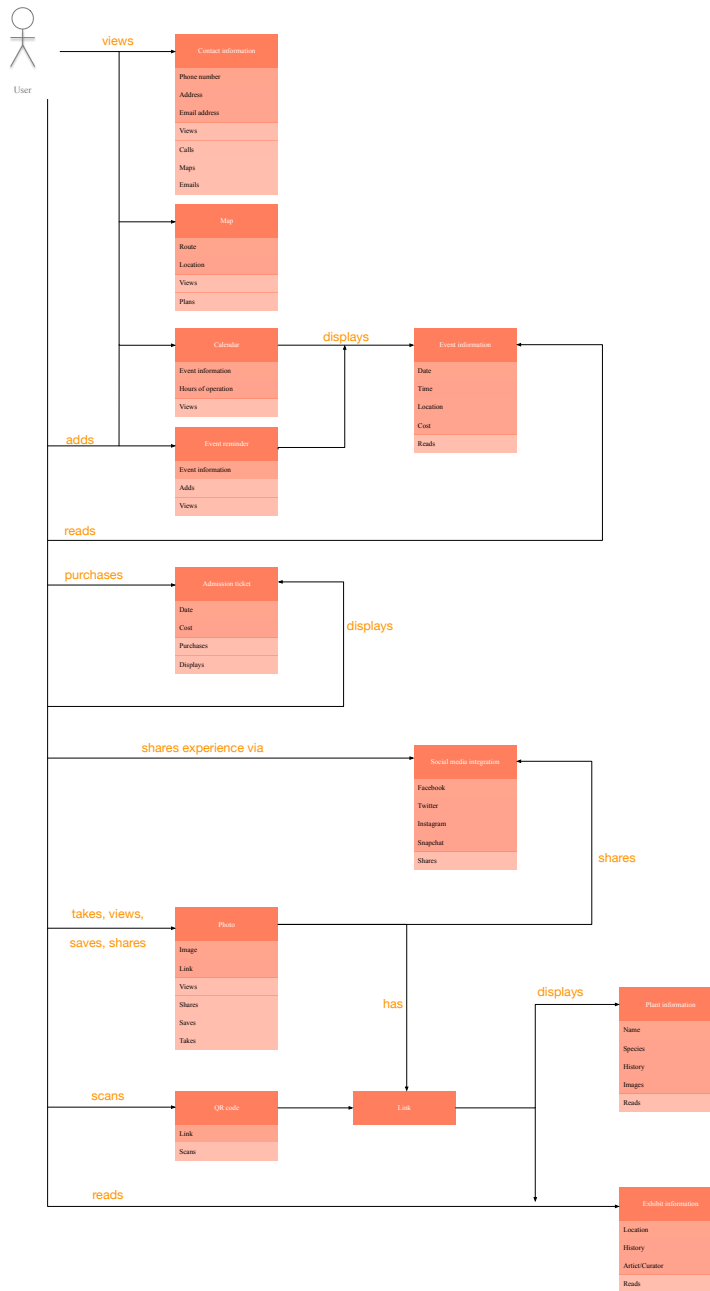 views
User
Contact information
Phone number
Address
Email address
Views
Calls
Maps
Emails
Map
Route
Location
Views
Plans
displays
Calendar
Event information
Hours of operation
Views
Event information
Date
Time
Location
Cost
Reads
adds
Event reminder
Event information
Adds
Views
reads
purchases
Admission ticket
Date
Cost
Purchases
Displays
displays
shares experience via
Social media integration
Facebook
Twitter
Instagram
Snapchat
Shares
shares
takes, views,
saves, shares
Photo
Image
Link
Views
Shares
Saves
Takes
has
displays
Plant information
Name
Species
History
Images
Reads
scans
QR code
Link
Scans
Link
reads
Exhibit information
Location
History
Artict/Curator
Reads